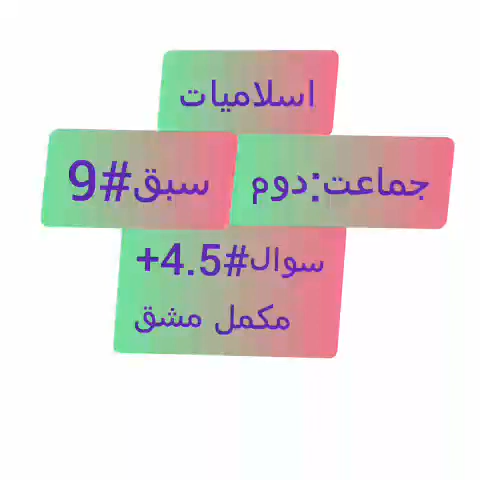 اسلامیات
جماعت:دوم
سبق#9
سوال#4.5+
مکمل مشق